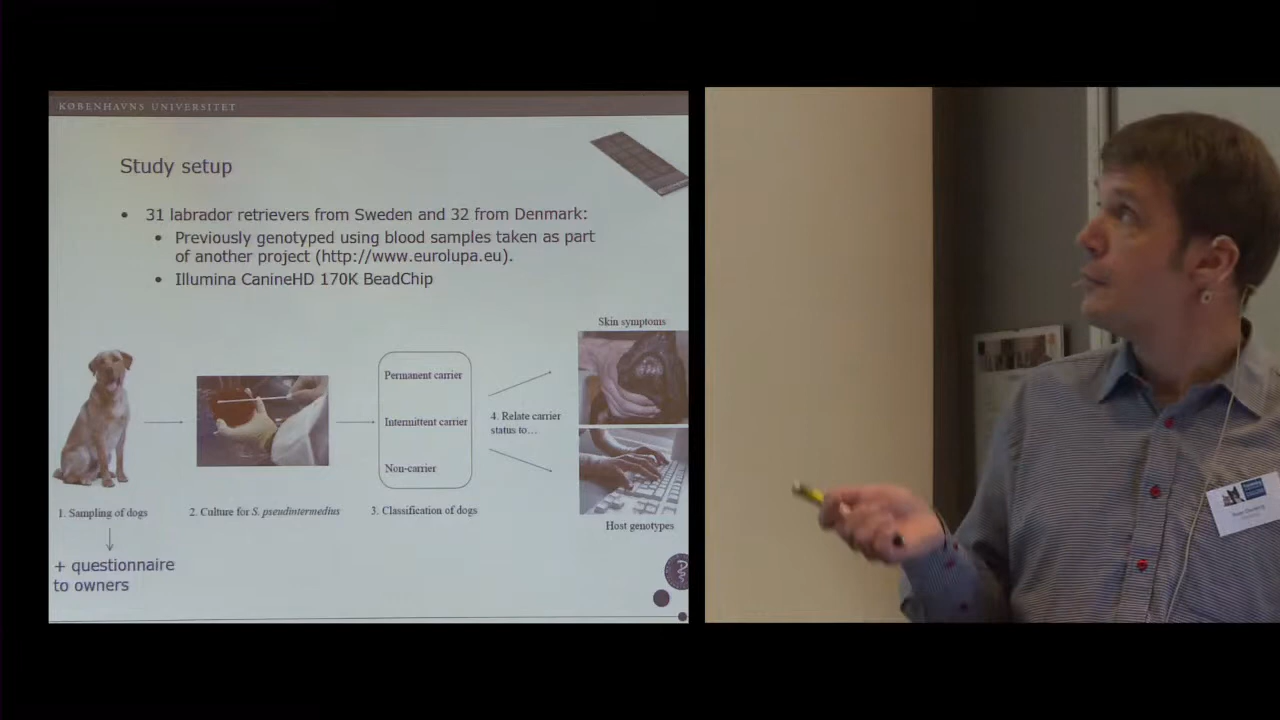 KØBENHAVNS UNIVERSITET
Study setup
• 31 labrador retrievers from Sweden and 32 from Denmark:
• Previously genotyped using blood samples taken as part
of another project (http://www.eurolupa.eu).
• Illumina CanineHD 170K BeadChip
Skin symptoms
Permanent carrier
Intermittent carrier
Non-carrier
4. Relate carrier
status to...
1. Sampling of dogs
2. Culture for S. pseudintermedius
3. Classification of dogs
Host genotypes
+ questionnaire
to owners